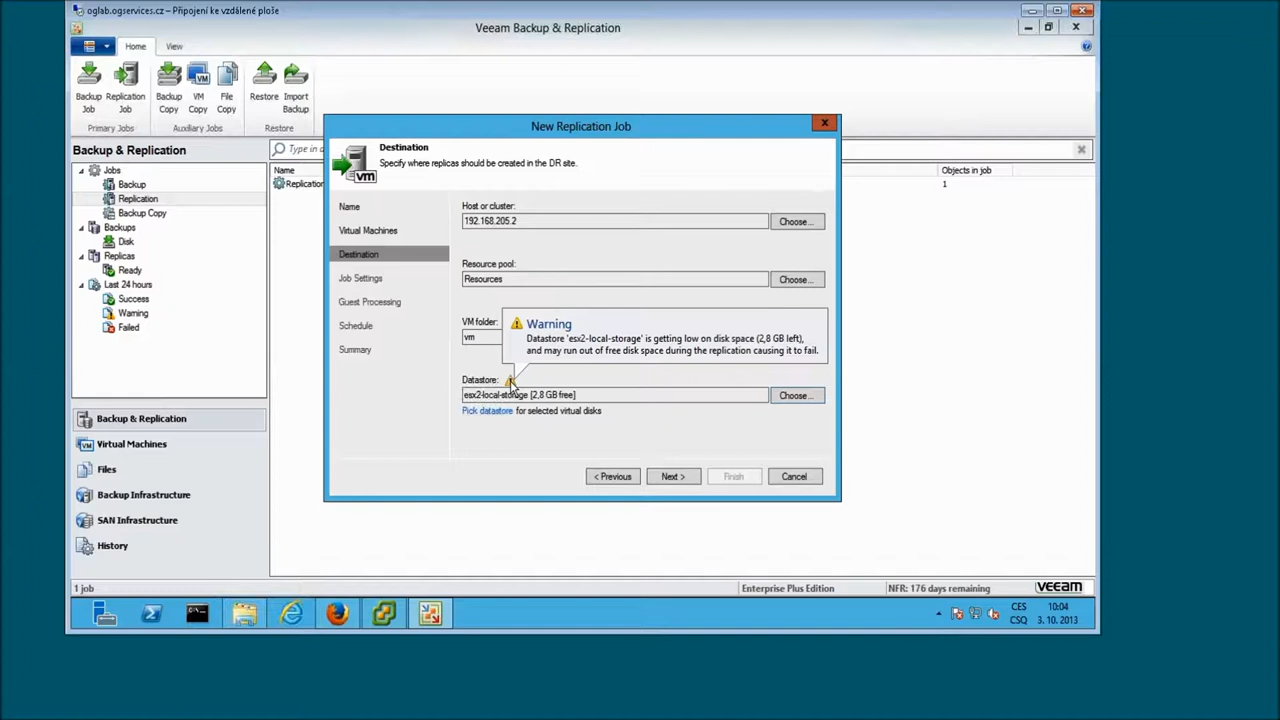 oglab.ogservices.cz - Připojení ke vzdálené ploše
Veeam Backup & Replication
Home
View
Backup
Job
Replication
Job
Backup
Copy
VM
Copy
File
Copy
Restore
Import
Backup
Primary Jobs
Auxiliary Jobs
Restore
Backup & Replication
Jobs
Backup
Replication
Backup Copy
Backups
Disk
Replicas
Ready
Last 24 hours
Success
Warning
Failed
Backup & Replication
Virtual Machines
Files
Backup Infrastructure
SAN Infrastructure
History
Type in
Name
Objects in job
Replication
1
New Replication Job
Destination
Specify where replicas should be created in the DR site.
vm
Name
Virtual Machines
Destination
Job Settings
Guest Processing
Schedule
Summary
Host or cluster:
192.168.205.2
Choose...
Resource pool:
Resources
Choose...
VM folder:
vm
Warning
Datastore 'esx2-local-storage' is getting low on disk space (2,8 GB left),
and may run out of free disk space during the replication causing it to fail.
Datastore:
esx2-local-storage [2,8 GB free]
Choose...
Pick datastore for selected virtual disks
< Previous
Next >
Finish
Cancel
1 job
Enterprise Plus Edition
NFR: 176 days remaining
veeam
CES
CSQ
10:04
3. 10. 2013